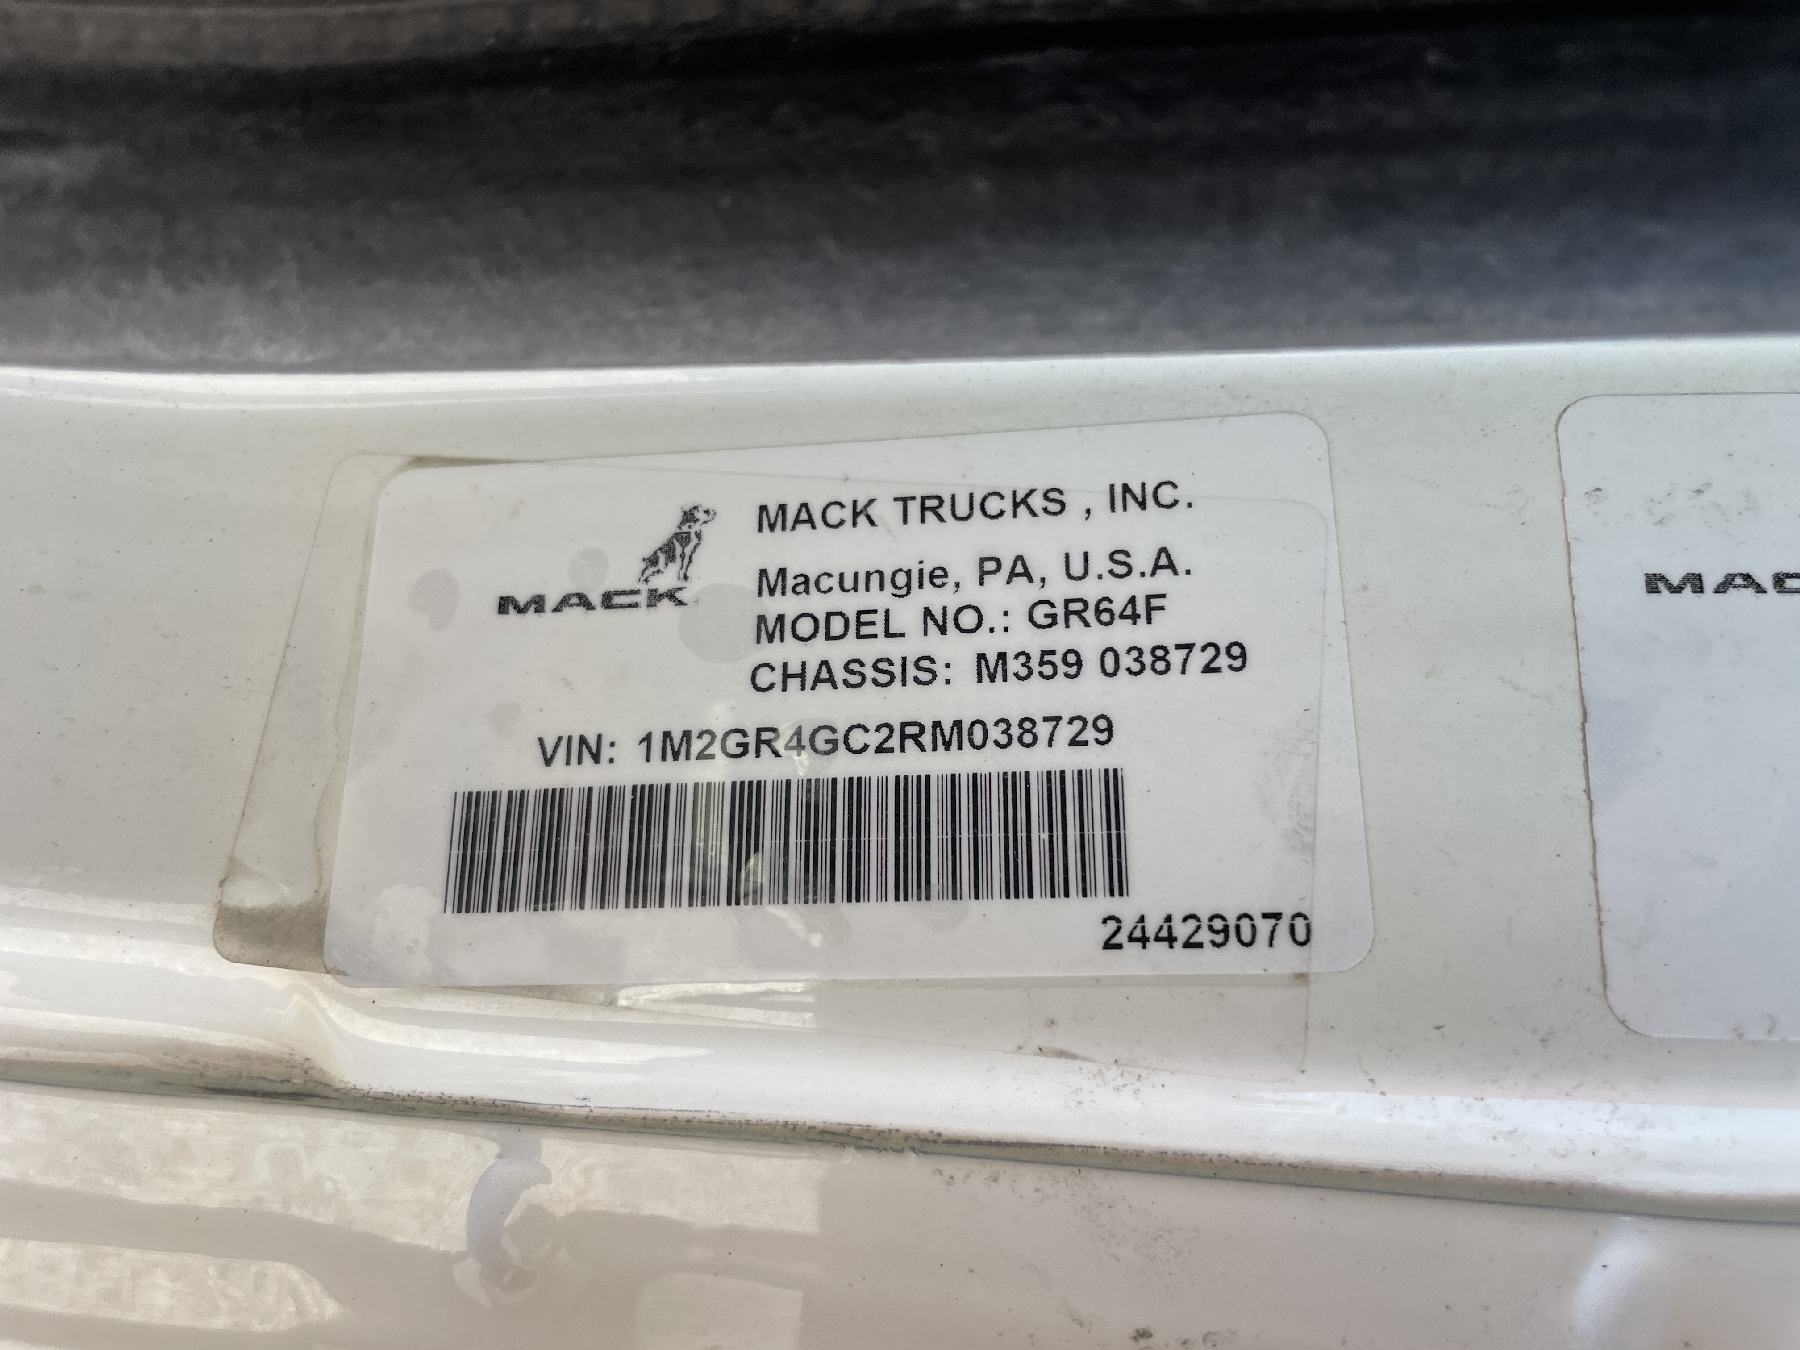 MACK
MACK TRUCKS , INC.
Macungie, PA, U.S.A.
MODEL NO.: GR64F
CHASSIS: M359 038729
VIN: 1M2GR4GC2RM038729
24429070
MAC